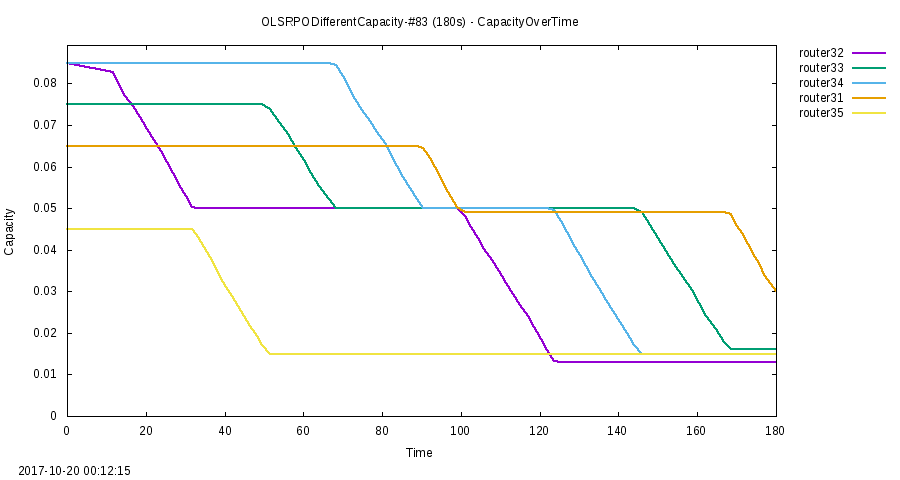 OLSRPODifferentCapacity-#83 (180s) - CapacityOverTime
router32
router33
router34
router31
router35
0.08
0.07
0.06
0.05
0.04
0.03
0.02
0.01
0
Capacity
0 20 40 60 80 100 120 140 160 180
Time
2017-10-20 00:12:15